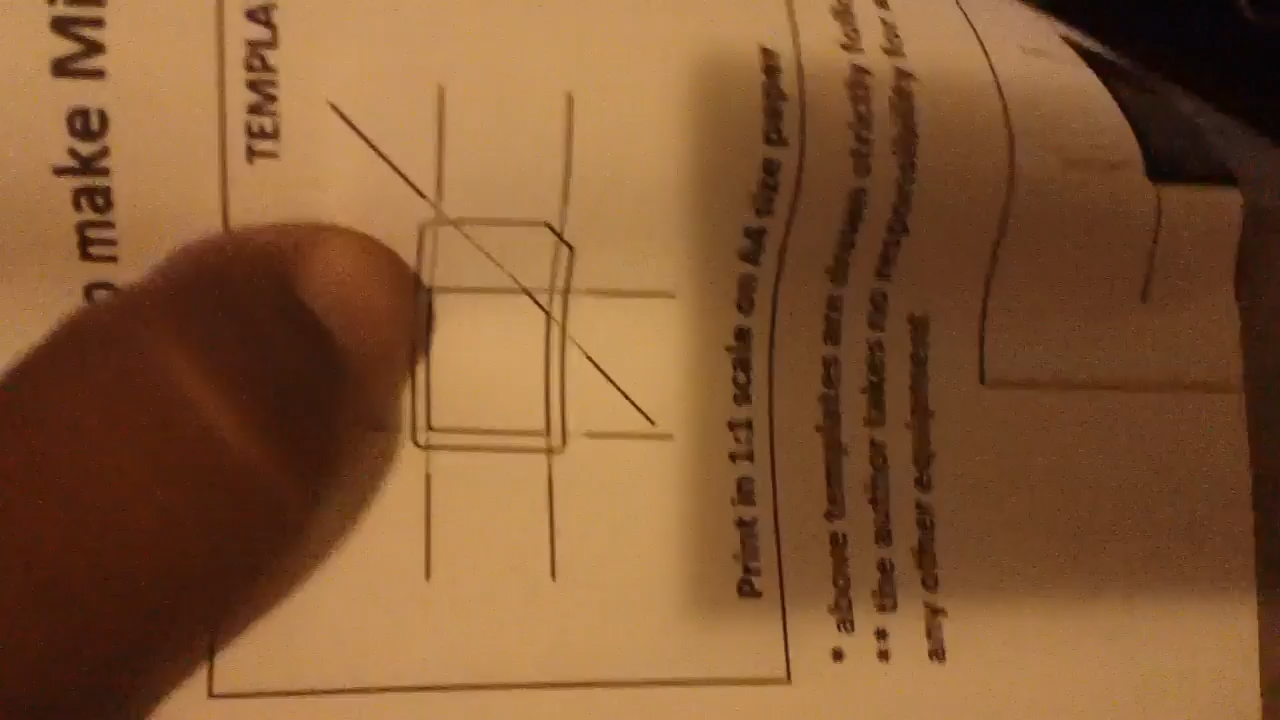 make Mi
TEMPLA
Print in 1:1 scale on A4 size paper
* above templates are drawn strictly follo
** the author takes no responsibility for a
any other equipment